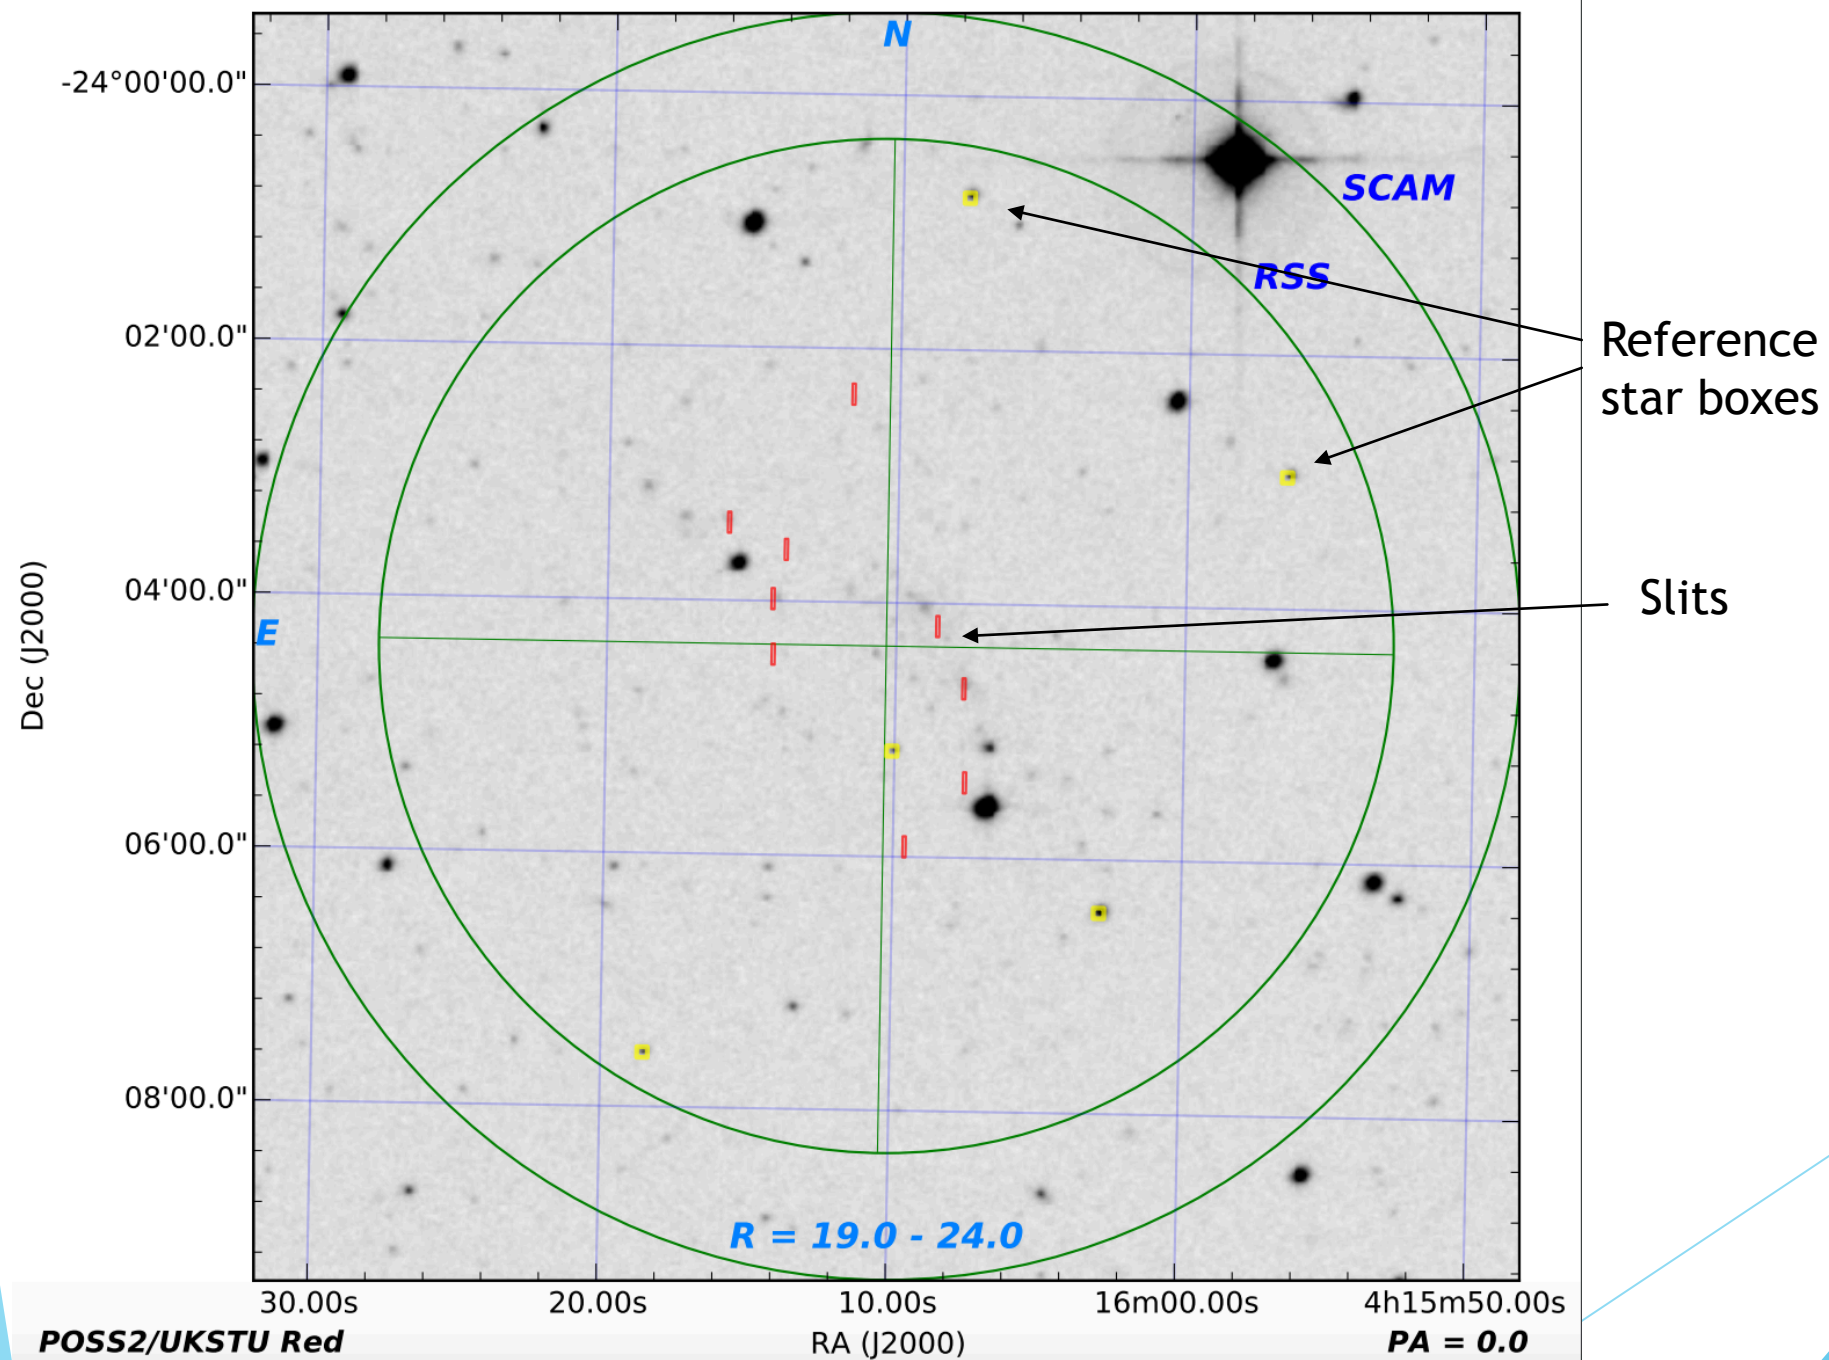 N
-24°00'00.0"
SCAM
RSS
Reference
star boxes
02'00.0"
04'00.0"
Slits
E
Dec (J2000)
06'00.0"
08'00.0"
R = 19.0 - 24.0
30.00s 20.00s 10.00s 16m00.00s 4h15m50.00s
POSS2/UKSTU Red RA (J2000) PA = 0.0